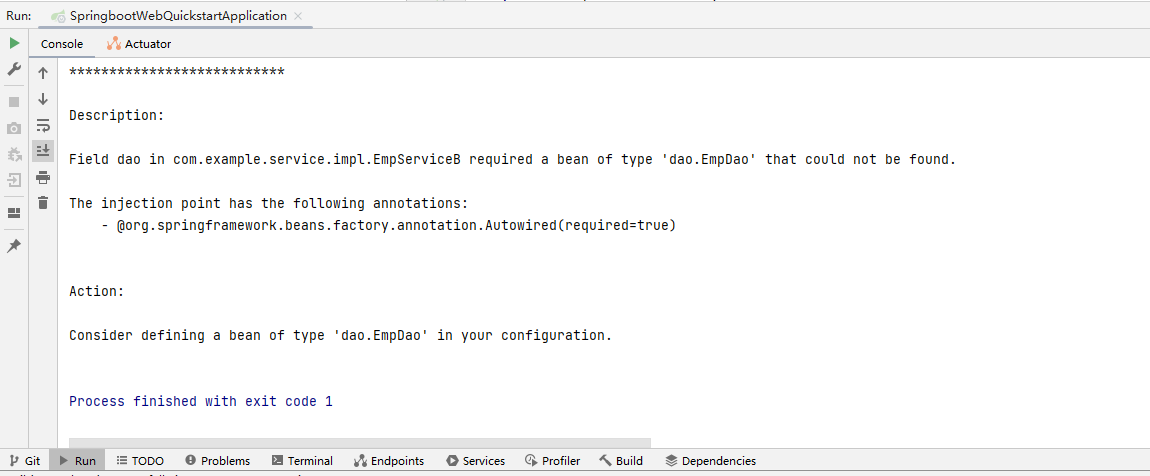 Run: SpringbootWebQuickstartApplication
Console Actuator
***************************
Description:
Field dao in com.example.service.impl.EmpServiceB required a bean of type 'dao.EmpDao' that could not be found.
The injection point has the following annotations:
- @org.springframework.beans.factory.annotation.Autowired(required=true)
Action:
Consider defining a bean of type 'dao.EmpDao' in your configuration.
Process finished with exit code 1
Git Run TODO Problems Terminal Endpoints Services Profiler Build Dependencies